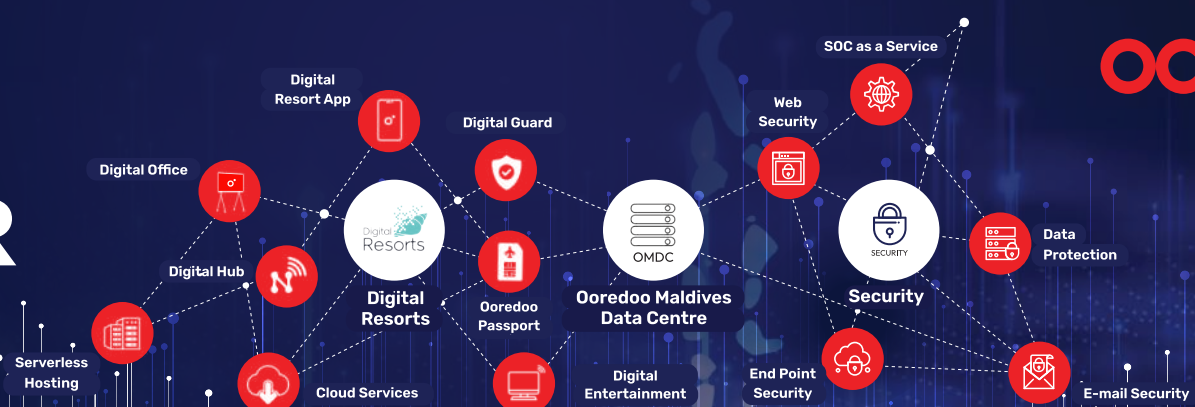 SOC as a Service
Digital
Resort App
Web
Security
Digital Guard
Digital Office
Digital
Resorts
OMDC
SECURITY
Data
Protection
Digital Hub
Digital
Resorts
Ooredoo
Passport
Ooredoo Maldives
Data Centre
Security
Serverless
Hosting
Cloud Services
Digital
Entertainment
End Point
Security
E-mail Security
R
OO